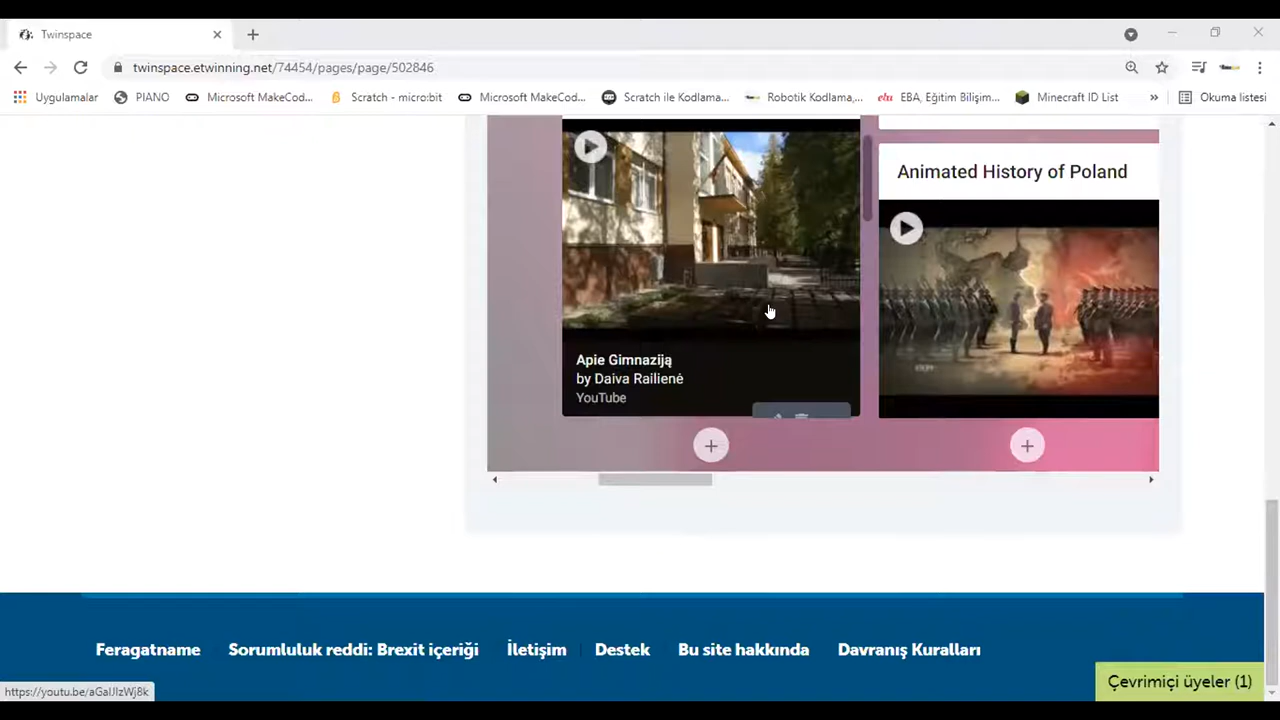 Twinspace
twinspace.etwinning.net/74454/pages/page/502846
Uygulamalar
PIANO
Microsoft MakeCod...
Scratch - micro:bit
Microsoft MakeCod...
Scratch ile Kodlama...
Robotik Kodlama,...
EBA, Eğitim Bilişim...
Minecraft ID List
»
Okuma listesi
Animated History of Poland
Apie Gimnaziją
by Daiva Railienė
YouTube
Feragatname
Sorumluluk reddi: Brexit içeriği
İletişim
Destek
Bu site hakkında
Davranış Kuralları
Çevrimiçi üyeler (1)
https://youtu.be/aGaIJIzWj8k